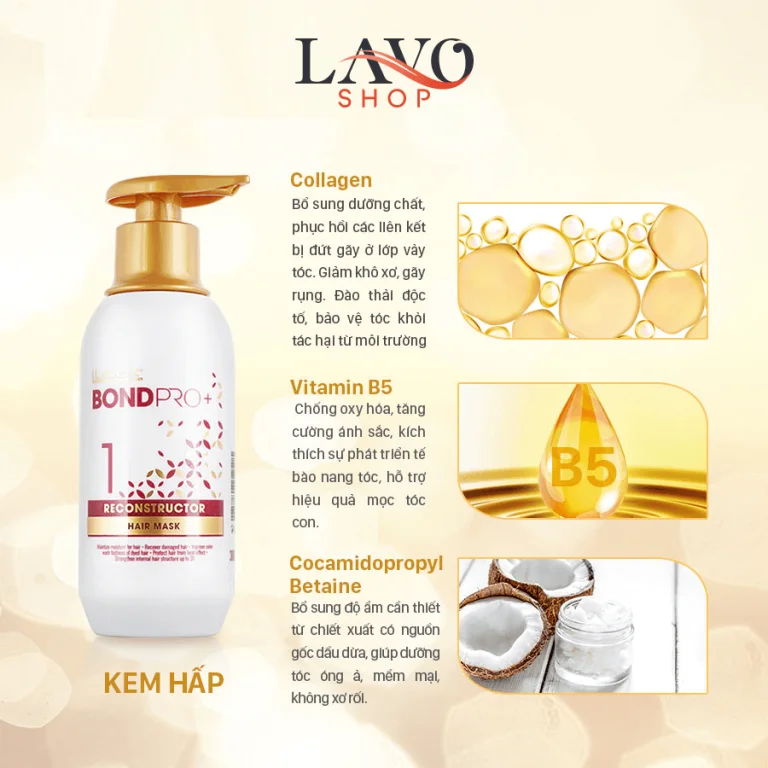 LAVO
SHOP
Collagen
Bổ sung dưỡng chất,
phục hồi các liên kết
bị đứt gãy ở lớp vảy
tóc. Giảm khô xơ, gãy
rụng. Đào thải độc
tố, bảo vệ tóc khỏi
tác hại từ môi trường
BONDPRO+
1
RECONSTRUCTOR
HAIR MASK
Vitamin B5
Chống oxy hóa, tăng
cường ánh sắc, kích
thích sự phát triển tế
bào nang tóc, hỗ trợ
hiệu quả mọc tóc
con.
B5
Cocamidopropyl
Betaine
Bổ sung độ ẩm cần thiết
từ chiết xuất có nguồn
gốc dầu dừa, giúp dưỡng
tóc óng ả, mềm mại,
không xơ rối.
KEM HẤP